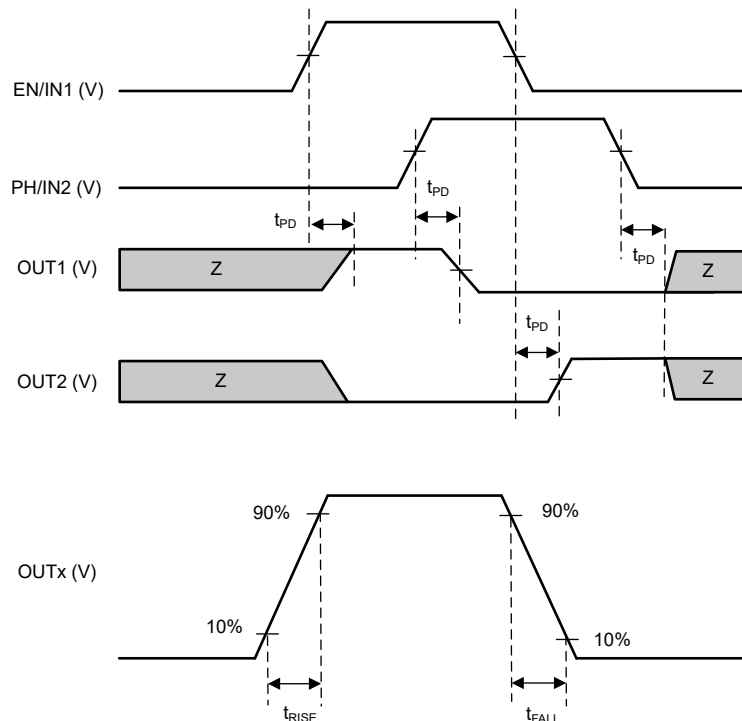 EN/IN1 (V)
PH/IN2 (V)
tPD
tPD
tPD
OUT1 (V)
Z
Z
tPD
OUT2 (V)
Z
Z
90%
90%
OUTx (V)
10%
10%
tRISE
tFALL